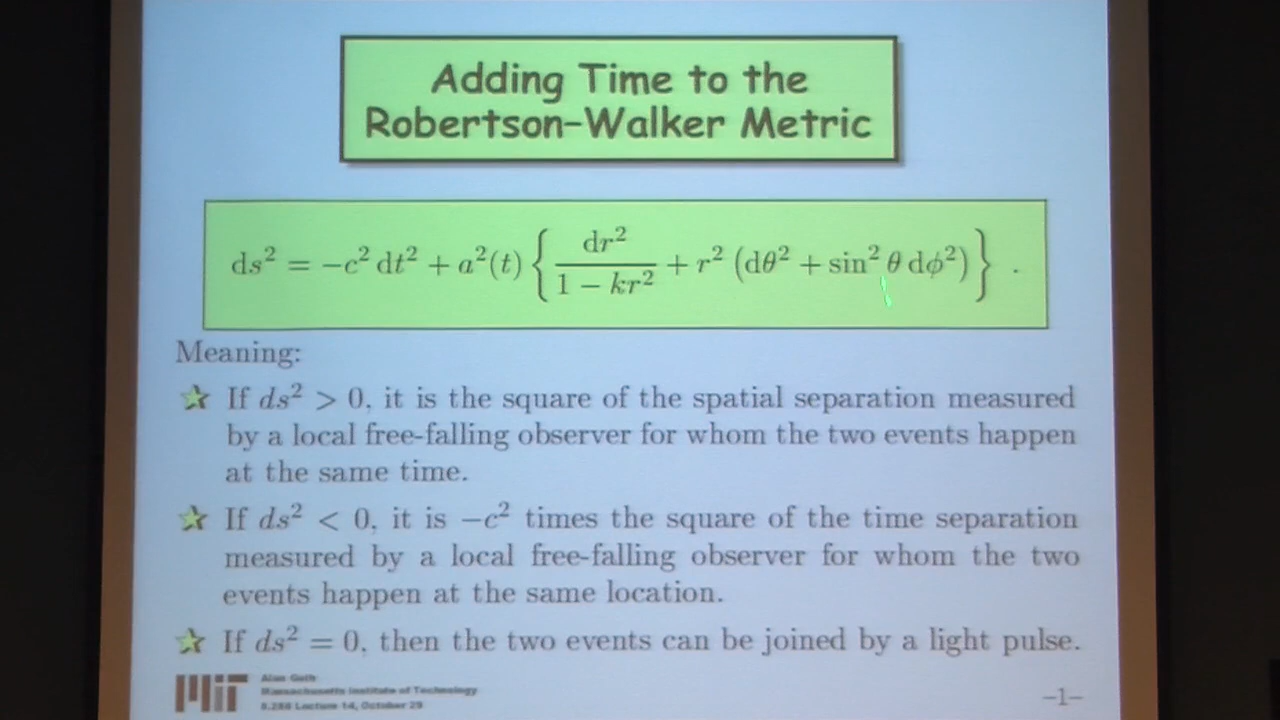 Adding Time to the
Robertson–Walker Metric
ds² = −c² dt² + a²(t) { dr² / (1 − kr²) + r² (dθ² + sin² θ dϕ²) } .
Meaning:
☆ If ds² > 0, it is the square of the spatial separation measured
by a local free-falling observer for whom the two events happen
at the same time.
☆ If ds² < 0, it is −c² times the square of the time separation
measured by a local free-falling observer for whom the two
events happen at the same location.
☆ If ds² = 0, then the two events can be joined by a light pulse.
Alan Guth
Massachusetts Institute of Technology
8.286 Lecture 14, October 29
–1–